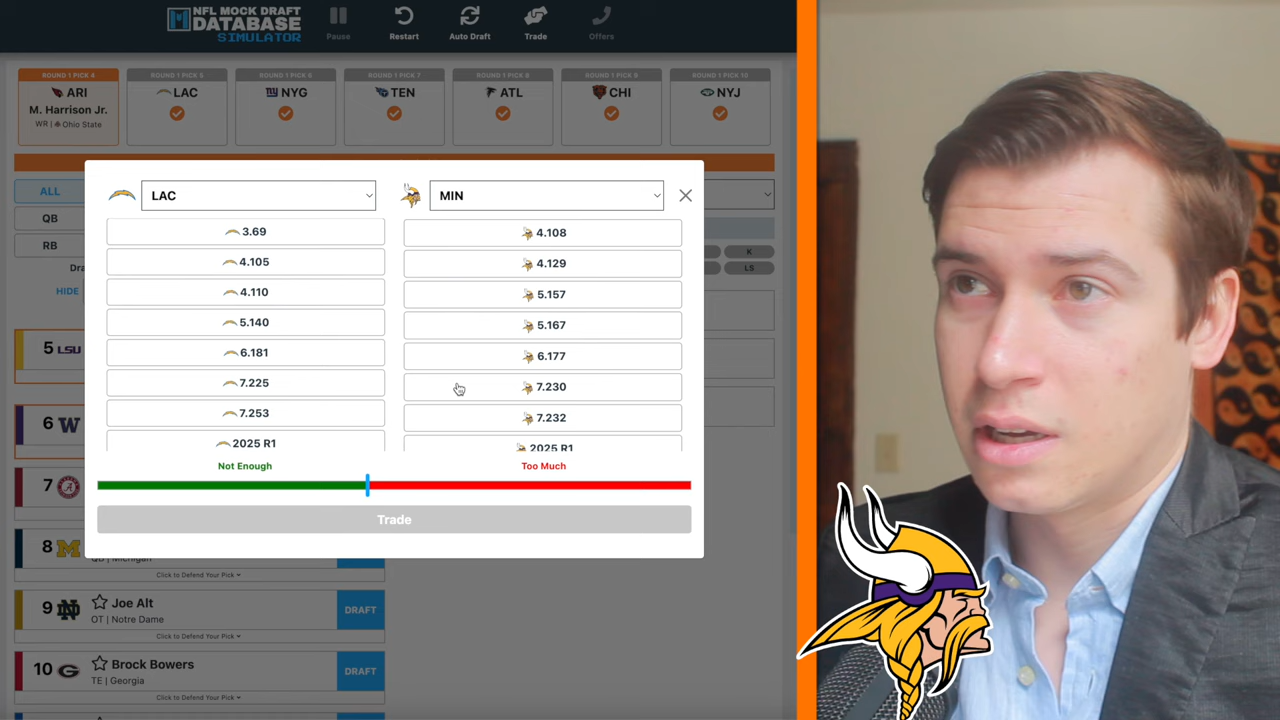 NFL MOCK DRAFT
DATABASE
SIMULATOR
Pause
Restart
Auto Draft
Trade
Offers
ROUND 1 PICK 4
ARI
M. Harrison Jr.
WR | Ohio State
ROUND 1 PICK 5
LAC
ROUND 1 PICK 6
NYG
ROUND 1 PICK 7
TEN
ROUND 1 PICK 8
ATL
ROUND 1 PICK 9
CHI
ROUND 1 PICK 10
NYJ
ALL
QB
RB
K
LS
Dra
HIDE
LAC
MIN
3.69
4.105
4.110
5.140
6.181
7.225
7.253
2025 R1
4.108
4.129
5.157
5.167
6.177
7.230
7.232
2025 R1
Not Enough
Too Much
Trade
5 LSU
6 W
7
8
QB | Michigan
Click to Defend Your Pick
9 Joe Alt
OT | Notre Dame
DRAFT
Click to Defend Your Pick
10 Brock Bowers
TE | Georgia
DRAFT
Click to Defend Your Pick